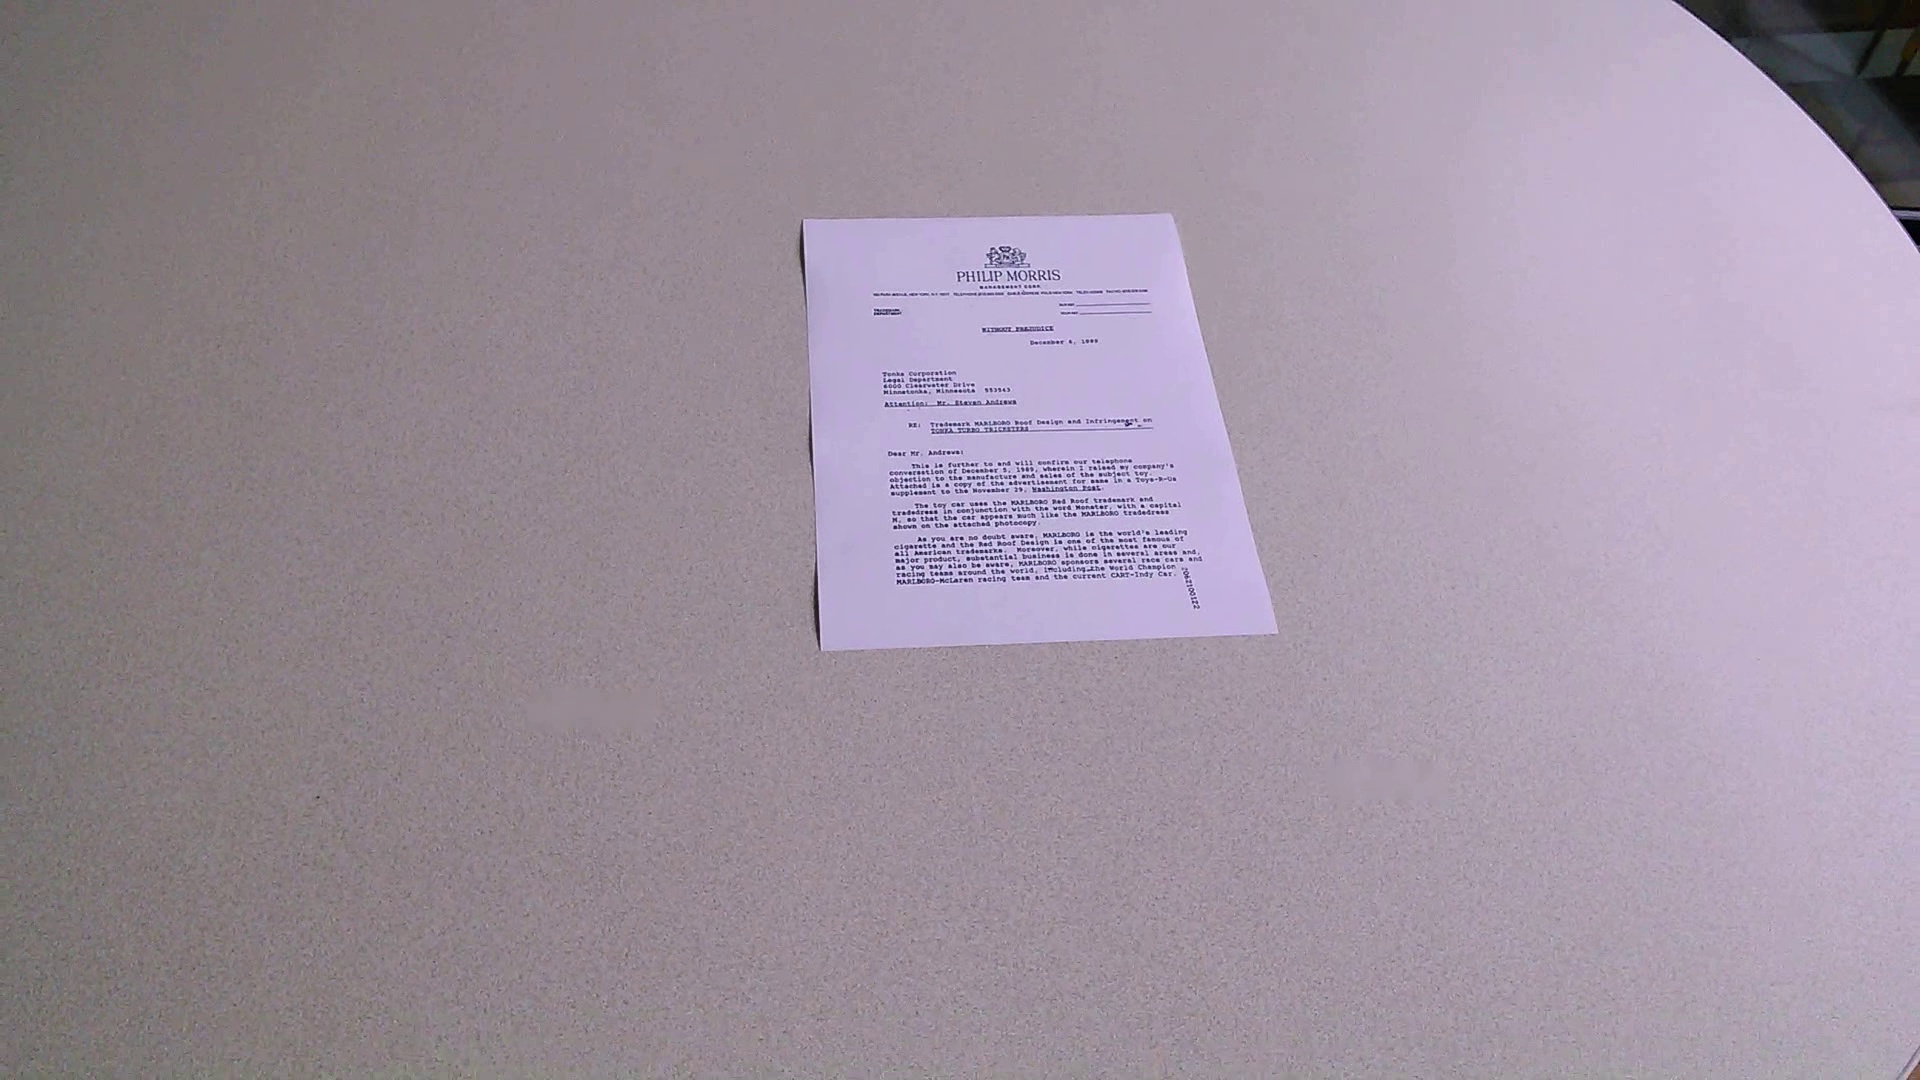 PHILIP MORRIS
MANAGEMENT CORP.
TRADEMARK
DEPARTMENT
WITHOUT PREJUDICE
December 6, 1989
Tonka Corporation
Legal Department
6000 Clearwater Drive
Minnetonka, Minnesota 553543
Attention: Mr. Steven Andrews
RE: Trademark MARLBORO Roof Design and Infringement on
TONKA TURBO TRICKSTERS
Dear Mr. Andrews:
This is further to and will confirm our telephone
conversation of December 5, 1989, wherein I raised my company's
objection to the manufacture and sales of the subject toy.
Attached is a copy of the advertisement for same in a Toys-R-Us
supplement to the November 29, Washington Post.
The toy car uses the MARLBORO Red Roof trademark and
tradedress in conjunction with the word Monster, with a capital
M, so that the car appears much like the MARLBORO tradedress
shown on the attached photocopy.
As you are no doubt aware, MARLBORO is the world's leading
cigarette and the Red Roof Design is one of the most famous of
all American trademarks. Moreover, while cigarettes are our
major product, substantial business is done in several areas and,
as you may also be aware, MARLBORO sponsors several race cars and
racing teams around the world, including the World Champion
MARLBORO-McLaren racing team and the current CART-Indy Car.